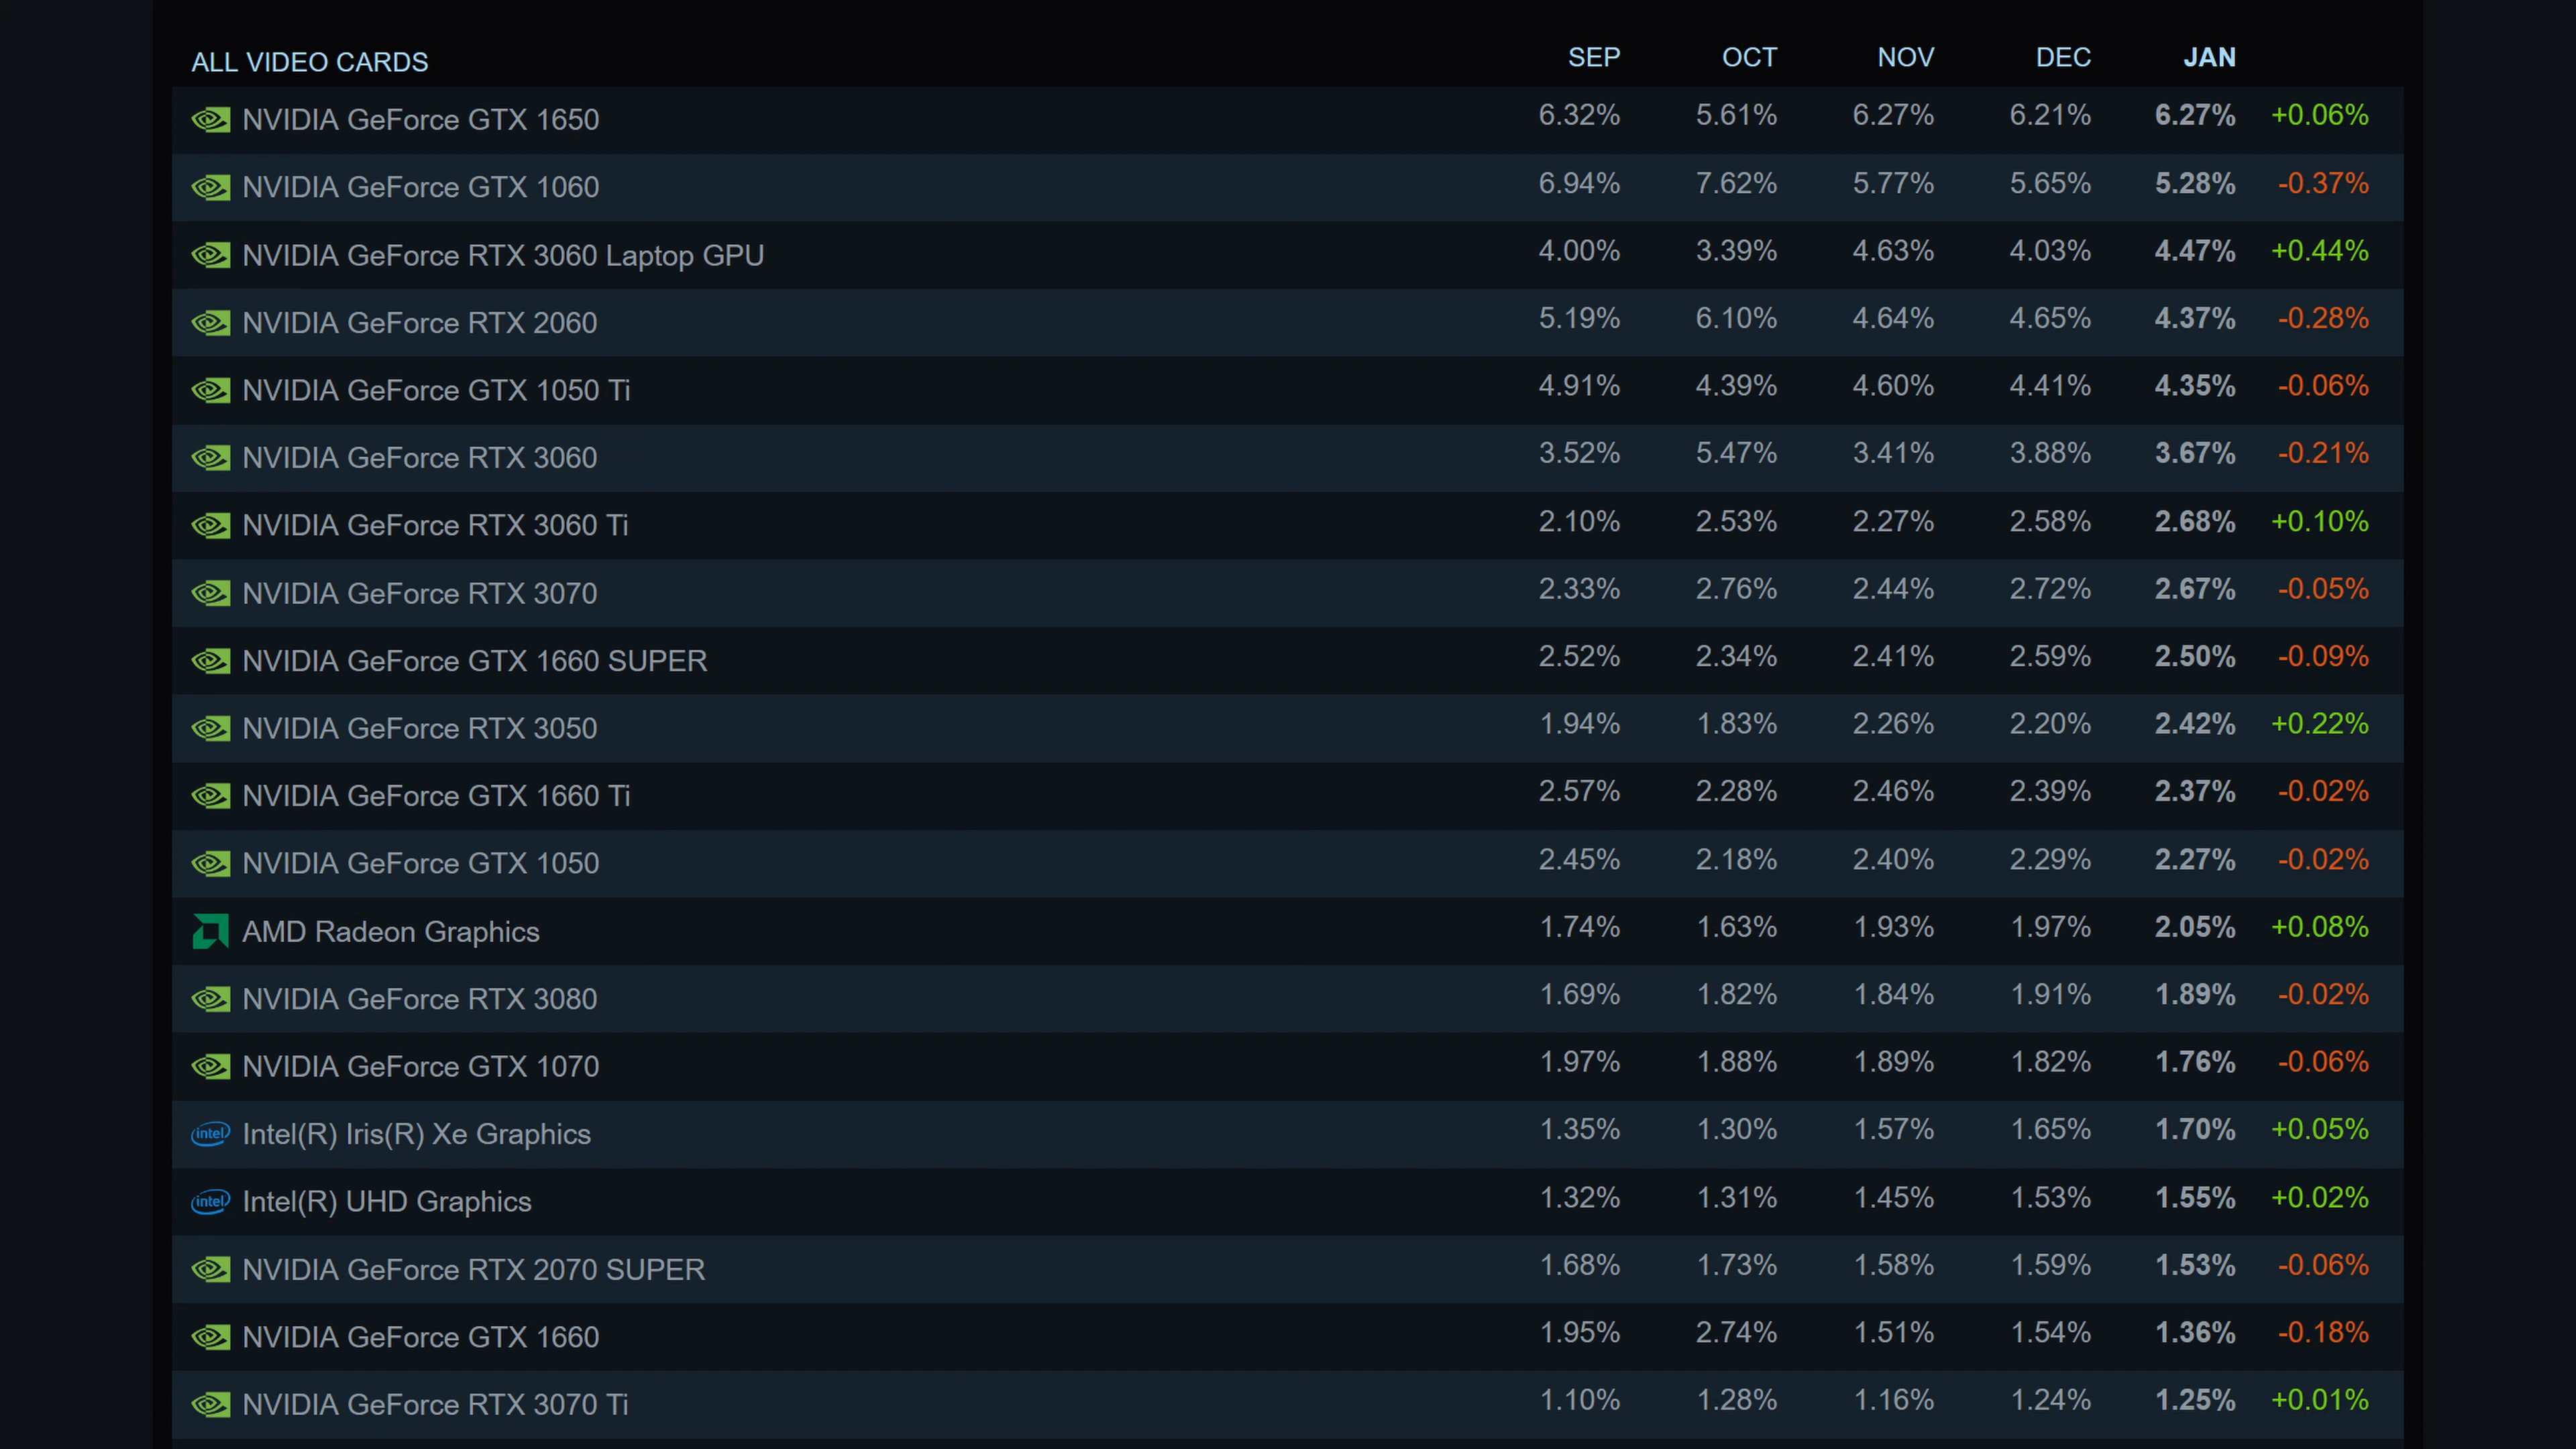 ALL VIDEO CARDS SEP OCT NOV DEC JAN
NVIDIA GeForce GTX 1650 6.32% 5.61% 6.27% 6.21% 6.27% +0.06%
NVIDIA GeForce GTX 1060 6.94% 7.62% 5.77% 5.65% 5.28% -0.37%
NVIDIA GeForce RTX 3060 Laptop GPU 4.00% 3.39% 4.63% 4.03% 4.47% +0.44%
NVIDIA GeForce RTX 2060 5.19% 6.10% 4.64% 4.65% 4.37% -0.28%
NVIDIA GeForce GTX 1050 Ti 4.91% 4.39% 4.60% 4.41% 4.35% -0.06%
NVIDIA GeForce RTX 3060 3.52% 5.47% 3.41% 3.88% 3.67% -0.21%
NVIDIA GeForce RTX 3060 Ti 2.10% 2.53% 2.27% 2.58% 2.68% +0.10%
NVIDIA GeForce RTX 3070 2.33% 2.76% 2.44% 2.72% 2.67% -0.05%
NVIDIA GeForce GTX 1660 SUPER 2.52% 2.34% 2.41% 2.59% 2.50% -0.09%
NVIDIA GeForce RTX 3050 1.94% 1.83% 2.26% 2.20% 2.42% +0.22%
NVIDIA GeForce GTX 1660 Ti 2.57% 2.28% 2.46% 2.39% 2.37% -0.02%
NVIDIA GeForce GTX 1050 2.45% 2.18% 2.40% 2.29% 2.27% -0.02%
AMD Radeon Graphics 1.74% 1.63% 1.93% 1.97% 2.05% +0.08%
NVIDIA GeForce RTX 3080 1.69% 1.82% 1.84% 1.91% 1.89% -0.02%
NVIDIA GeForce GTX 1070 1.97% 1.88% 1.89% 1.82% 1.76% -0.06%
intel Intel(R) Iris(R) Xe Graphics 1.35% 1.30% 1.57% 1.65% 1.70% +0.05%
intel Intel(R) UHD Graphics 1.32% 1.31% 1.45% 1.53% 1.55% +0.02%
NVIDIA GeForce RTX 2070 SUPER 1.68% 1.73% 1.58% 1.59% 1.53% -0.06%
NVIDIA GeForce GTX 1660 1.95% 2.74% 1.51% 1.54% 1.36% -0.18%
NVIDIA GeForce RTX 3070 Ti 1.10% 1.28% 1.16% 1.24% 1.25% +0.01%